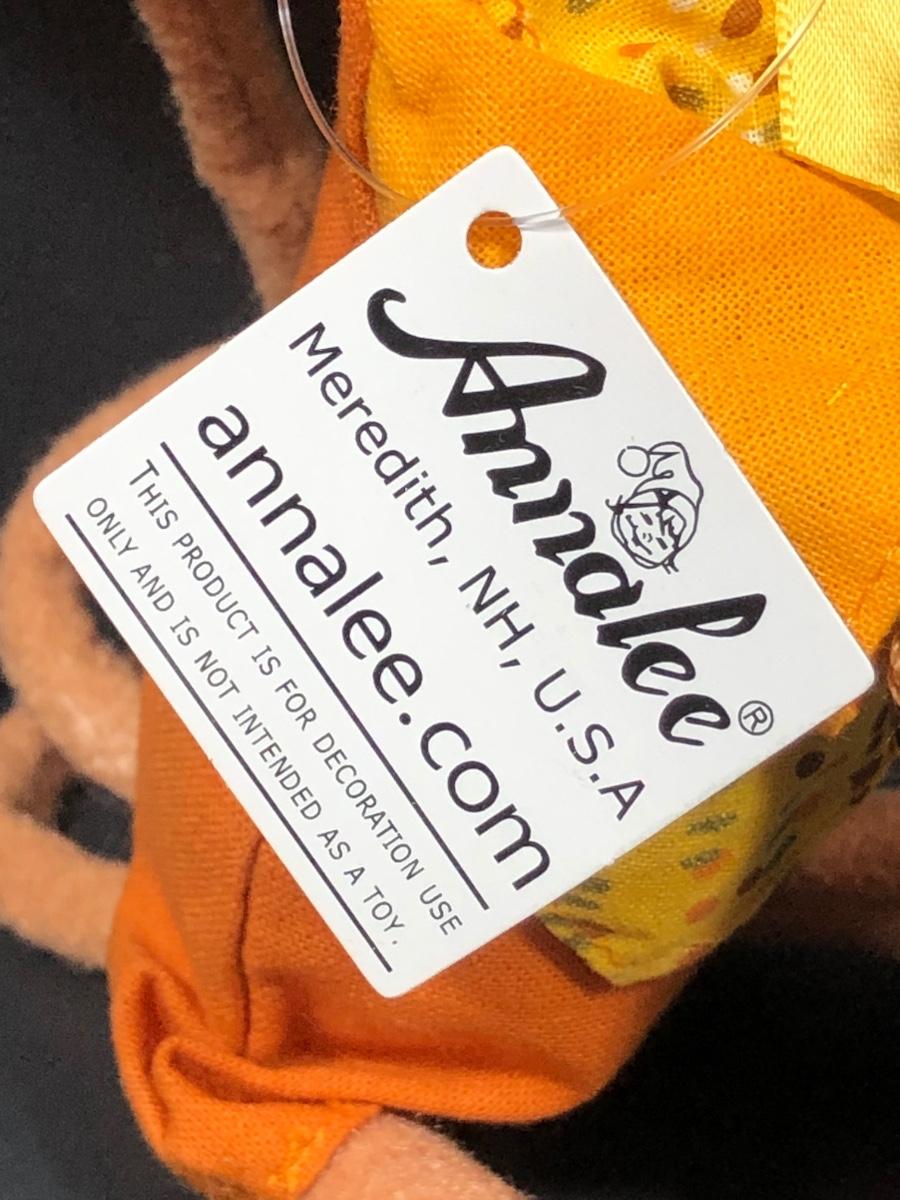 Annalee®
Meredith, NH, U.S.A
annalee.com
THIS PRODUCT IS FOR DECORATION USE
ONLY AND IS NOT INTENDED AS A TOY.